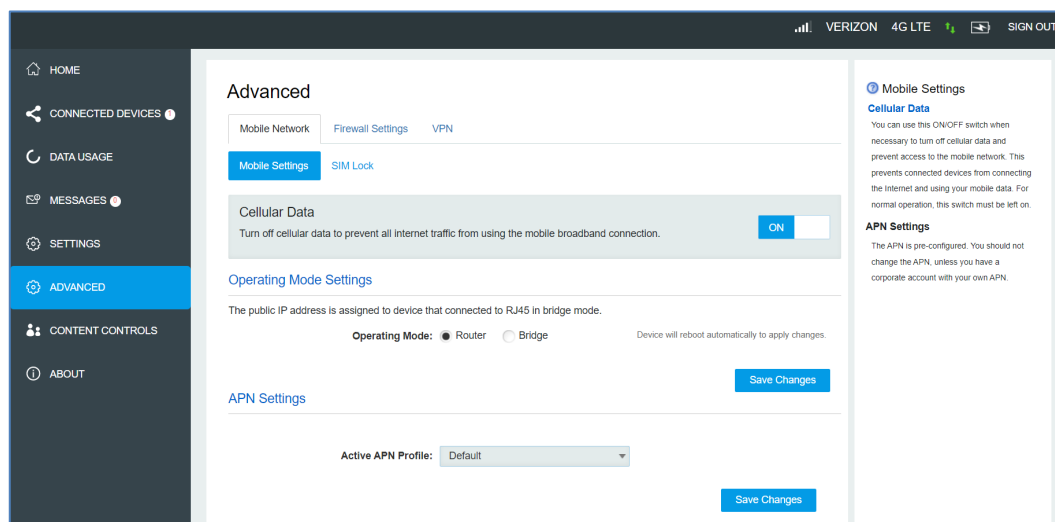 VERIZON 4G LTE SIGN OUT
HOME
CONNECTED DEVICES
DATA USAGE
MESSAGES 0
SETTINGS
ADVANCED
CONTENT CONTROLS
ABOUT
Advanced
Mobile Network Firewall Settings VPN
Mobile Settings SIM Lock
Cellular Data
Turn off cellular data to prevent all internet traffic from using the mobile broadband connection.
ON
Operating Mode Settings
The public IP address is assigned to device that connected to RJ45 in bridge mode.
Operating Mode: Router Bridge Device will reboot automatically to apply changes.
Save Changes
APN Settings
Active APN Profile: Default
Save Changes
Mobile Settings
Cellular Data
You can use this ON/OFF switch when
necessary to turn off cellular data and
prevent access to the mobile network. This
prevents connected devices from connecting
the Internet and using your mobile data. For
normal operation, this switch must be left on.
APN Settings
The APN is pre-configured. You should not
change the APN, unless you have a
corporate account with your own APN.